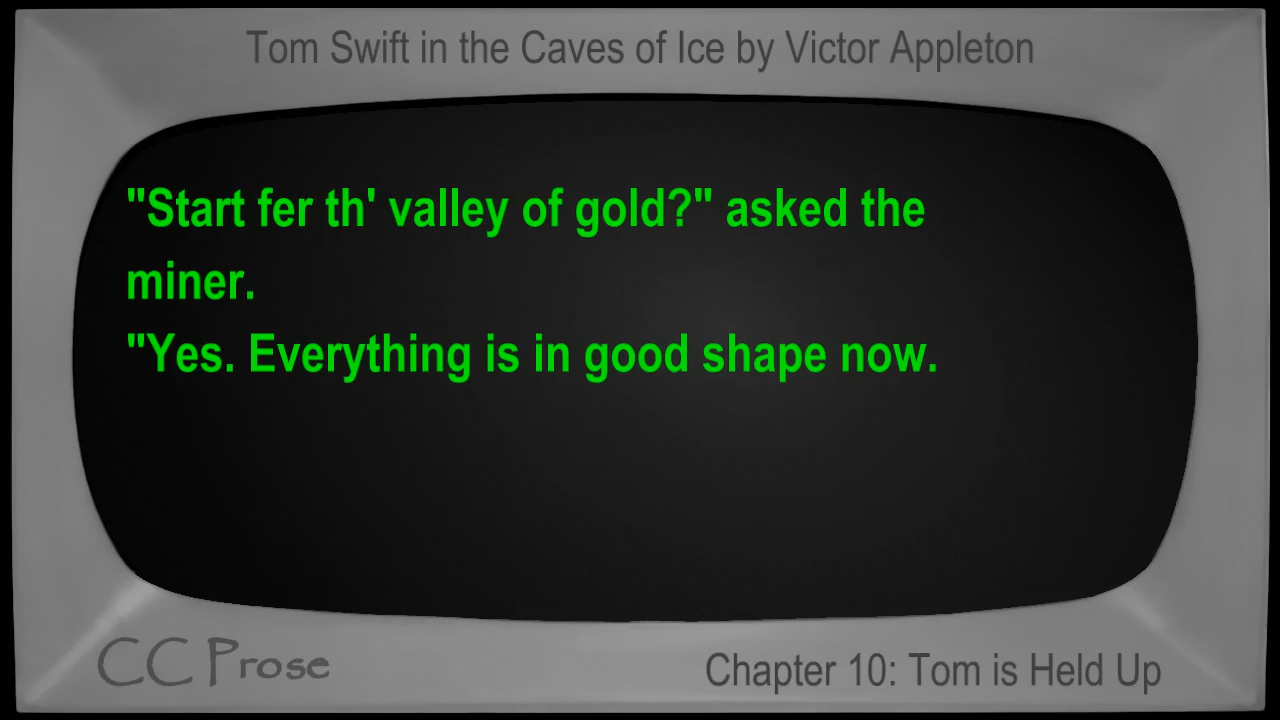 Tom Swift in the Caves of Ice by Victor Appleton
"Start fer th' valley of gold?" asked the
miner.
"Yes. Everything is in good shape now.
CC Prose
Chapter 10: Tom is Held Up